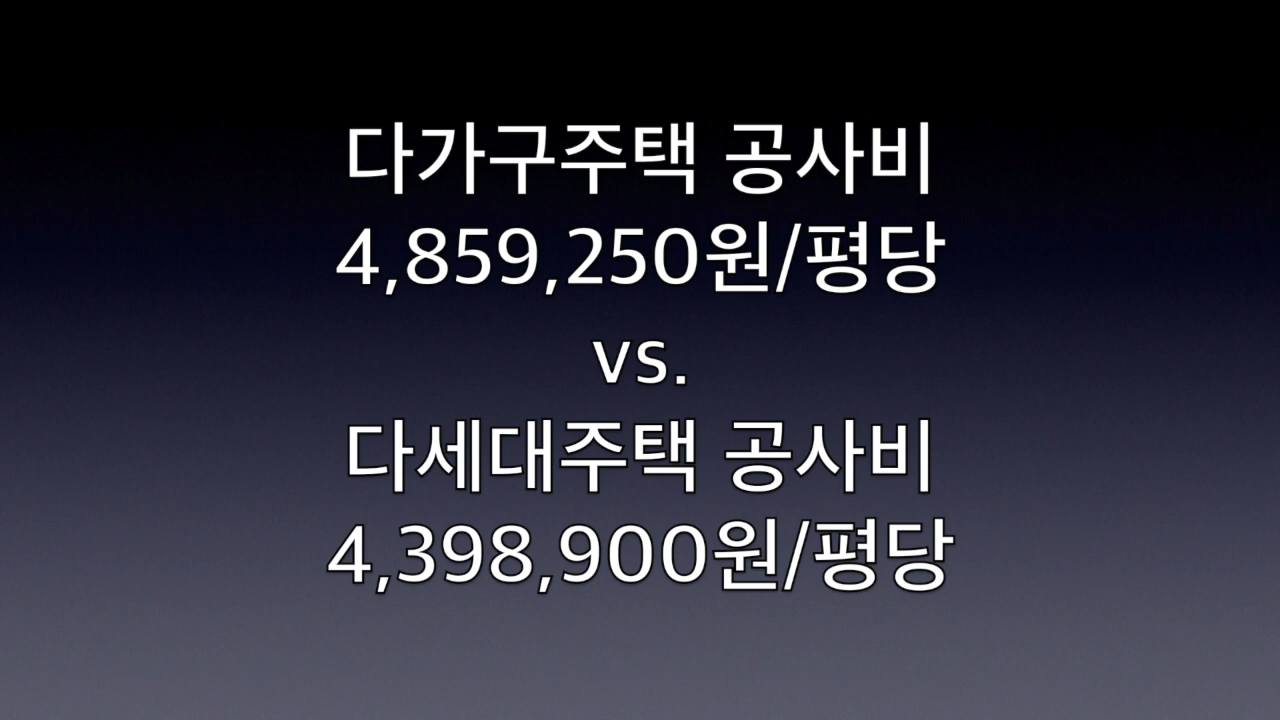 다가구주택 공사비
4,859,250원/평당
vs.
다세대주택 공사비
4,398,900원/평당